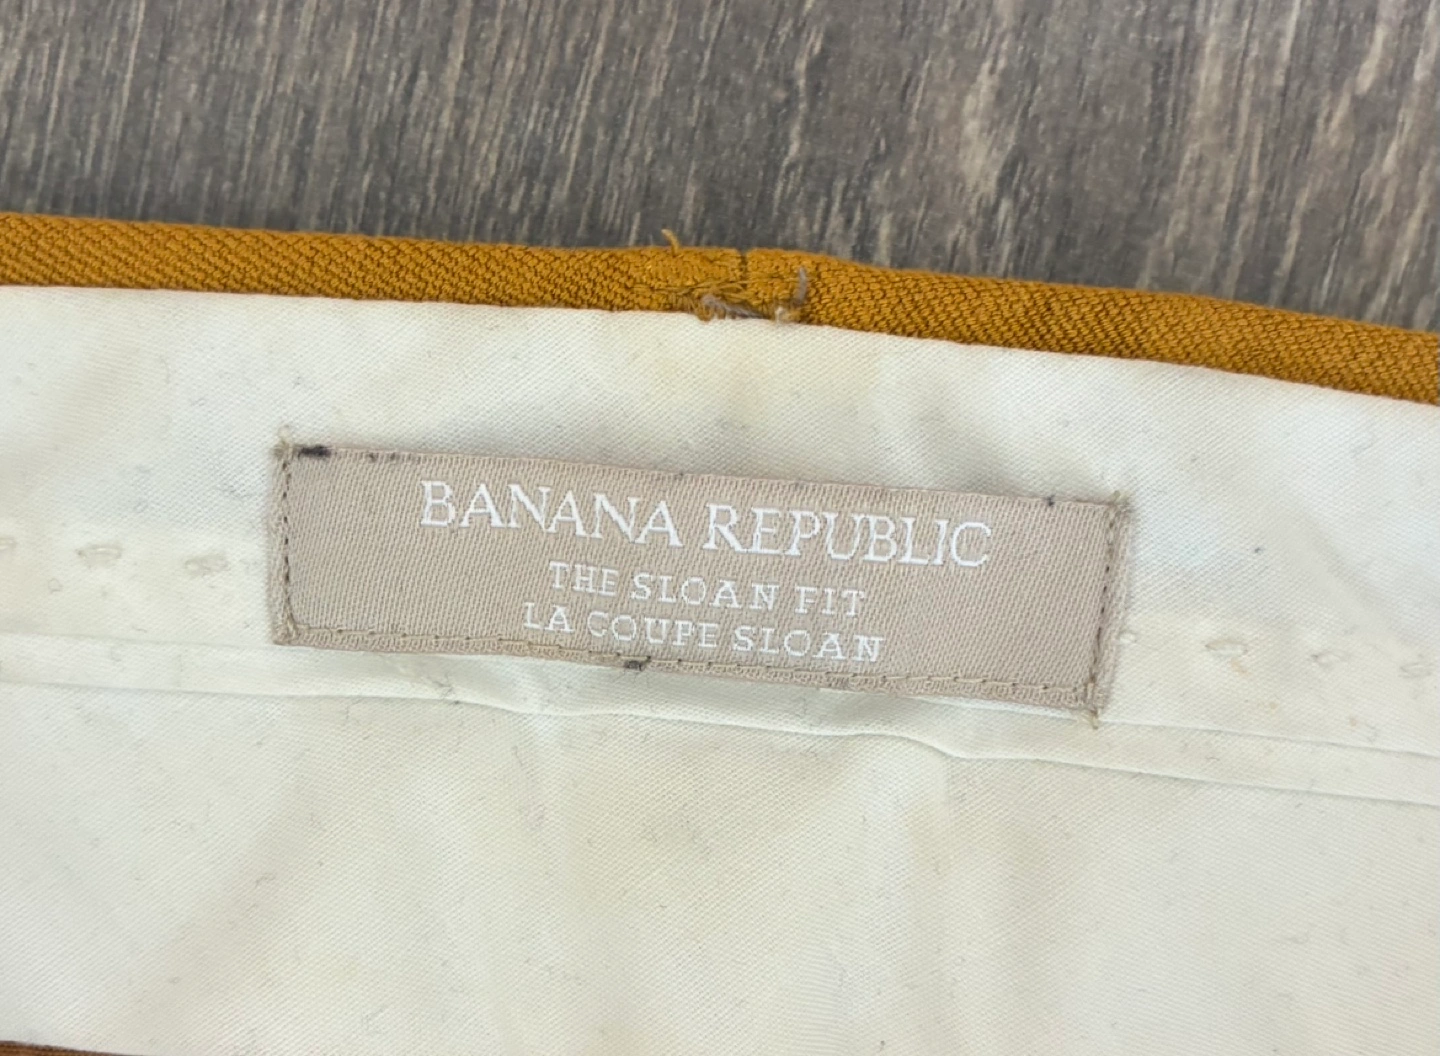 BANANA REPUBLIC
THE SLOAN FIT
LA COUPE SLOAN